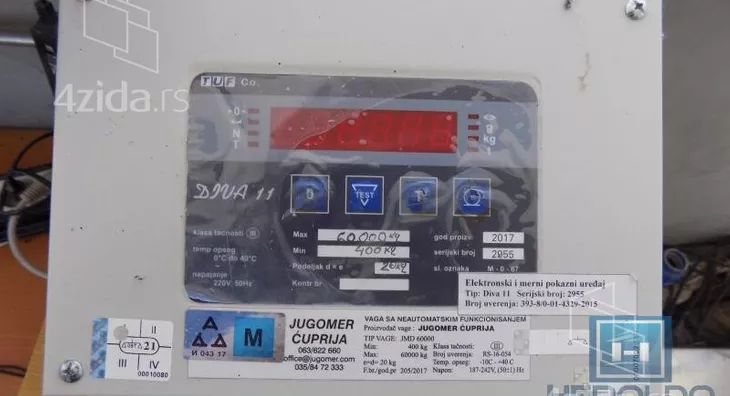 4zida.rs
TUF Co.
0
N
T
g
kg
t
DIVA 11
0
TEST
T
klasa tačnosti III
temp opseg
0°C do 40°C
napajanje
220V, 50Hz
Max 60.000 kg
Min 400 kg
Podeljak d = e 20 kg
Kontr br
god proizv. 2017
serijski broj 2955
sl. oznaka M - 0 - 67
Elektronski i merni pokazni uređaj
Tip: Diva 11 Serijski broj: 2955
Broj uverenja: 393-8/0-01-4329-2015
II
21
III IV
00010080
A A
A M
И 043 17
JUGOMER
ĆUPRIJA
063/622 660
office@jugomer.com
035/84 72 333
VAGA SA NEAUTOMATSKIM FUNKCIONISANJEM
Proizvođač vage : JUGOMER ĆUPRIJA
TIP VAGE: JMD 60000
Min: 400 kg Klasa tačnosti: III
Max: 60000 kg Broj uverenja: RS-16-054
e=d= 20 kg Temp. opseg: -10C - +40 C
F.br./god.pr 205/2017 Napon: 187-242V, (50±1) Hz
H